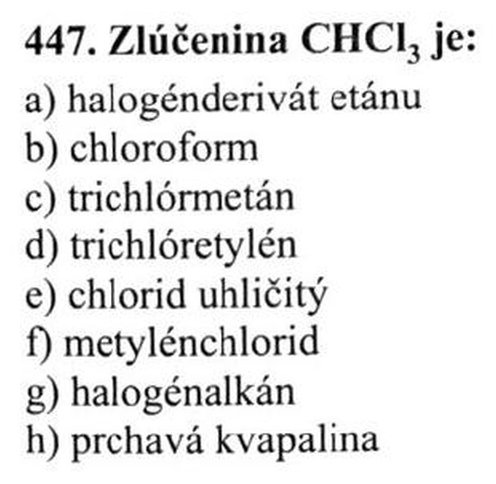 447. Zlúčenina CHCl₃ je:
a) halogénderivát etánu
b) chloroform
c) trichlórmetán
d) trichlóretylén
e) chlorid uhličitý
f) metylénchlorid
g) halogénalkán
h) prchavá kvapalina